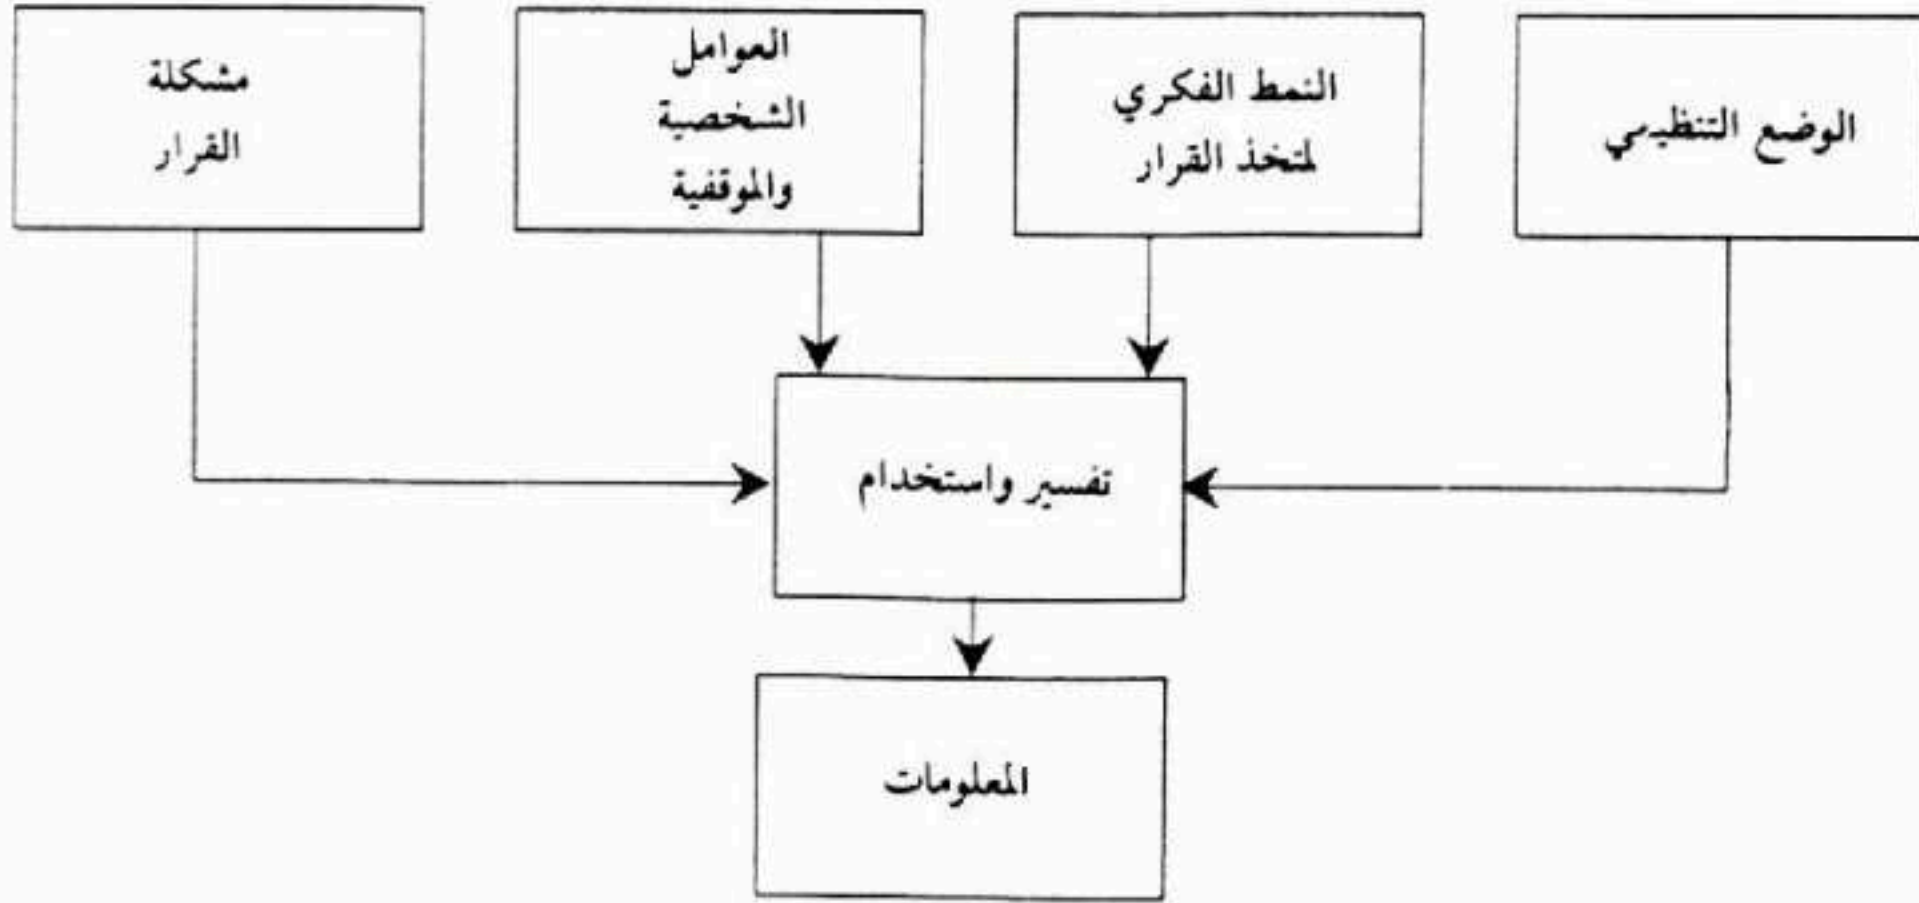 الوضع التنظيمي
النمط الفكري
لمتخذ القرار
العوامل
الشخصية
والموقفية
مشكلة
القرار
تفسير واستخدام
المعلومات